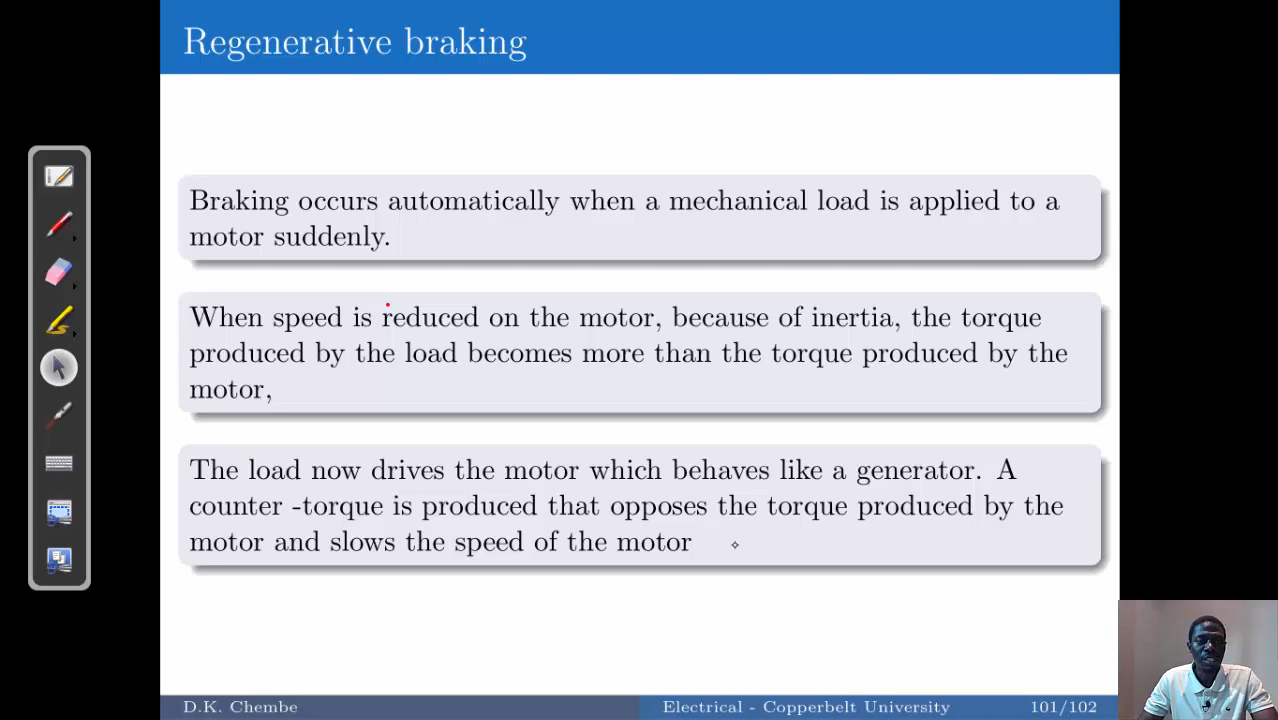 Regenerative braking
Braking occurs automatically when a mechanical load is applied to a
motor suddenly.
When speed is reduced on the motor, because of inertia, the torque
produced by the load becomes more than the torque produced by the
motor,
The load now drives the motor which behaves like a generator. A
counter -torque is produced that opposes the torque produced by the
motor and slows the speed of the motor
D.K. Chembe
Electrical - Copperbelt University
101/102